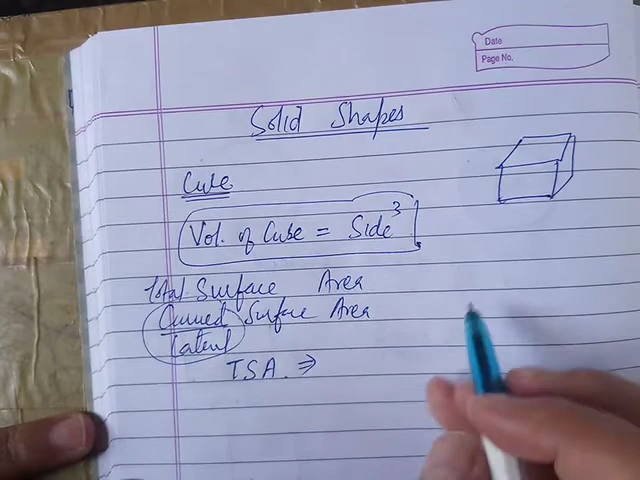 Date
Page No.
Solid Shapes
Cube
Vol. of Cube = Side³
Total Surface Area
Curved Surface Area
Lateral
TSA. ⇒